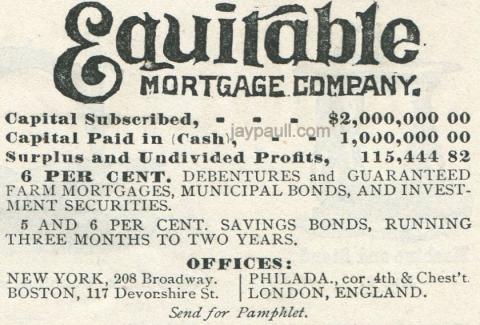 Equitable
MORTGAGE COMPANY.
Capital Subscribed, - - - $2,000,000 00
Capital Paid in (Cash), - - 1,000,000 00
jaypaull.com
Surplus and Undivided Profits, 115,444 82
6 PER CENT. DEBENTURES and GUARANTEED
FARM MORTGAGES, MUNICIPAL BONDS, AND INVEST-
MENT SECURITIES.
5 AND 6 PER CENT. SAVINGS BONDS, RUNNING
THREE MONTHS TO TWO YEARS.
OFFICES:
NEW YORK, 208 Broadway. PHILADA., cor. 4th & Chest't.
BOSTON, 117 Devonshire St. LONDON, ENGLAND.
Send for Pamphlet.